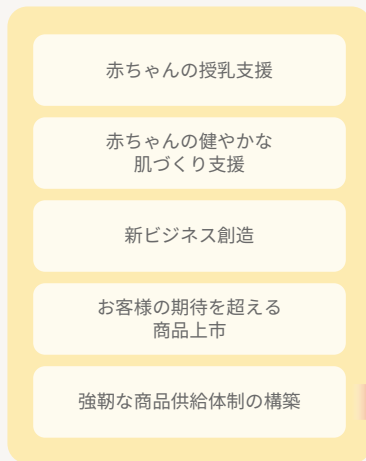 赤ちゃんの授乳支援
赤ちゃんの健やかな
肌づくり支援
新ビジネス創造
お客様の期待を超える
商品上市
強靭な商品供給体制の構築